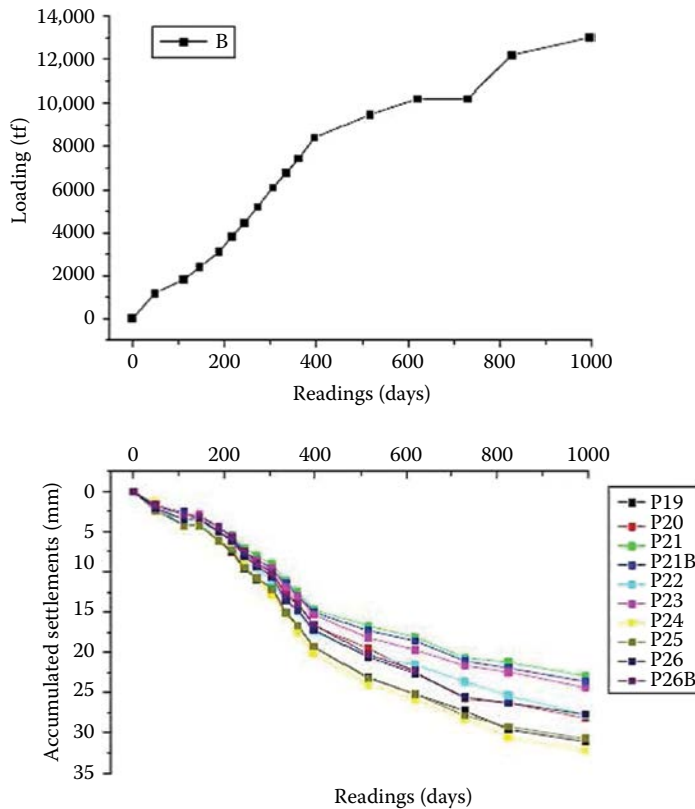 14,000
12,000
10,000
8000
6000
4000
2000
0
Loading (tf)
B
0 200 400 600 800 1000
Readings (days)
0 200 400 600 800 1000
0
5
10
15
20
25
30
35
Accumulated settlements (mm)
P19
P20
P21
P21B
P22
P23
P24
P25
P26
P26B
Readings (days)